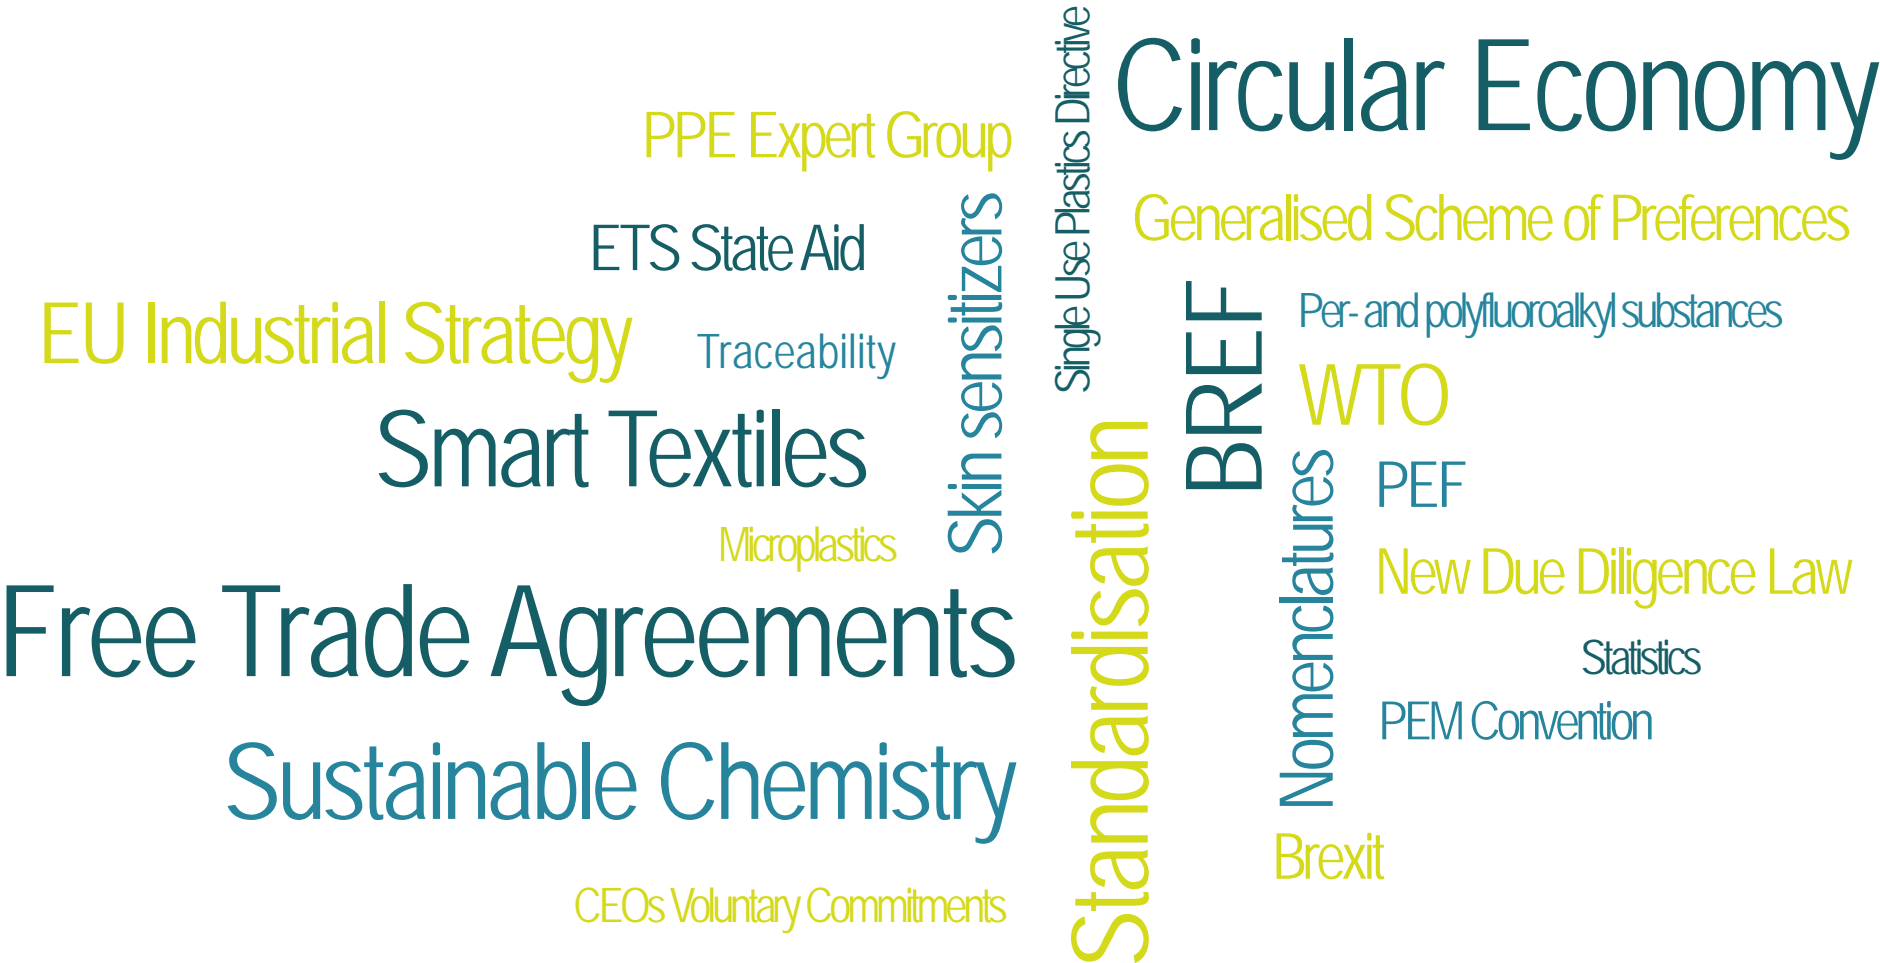 Single Use Plastics Directive
Circular Economy
PPE Expert Group
Generalised Scheme of Preferences
ETS State Aid
Skin sensitizers
EU Industrial Strategy
Traceability
BREF
Per- and polyfluoroalkyl substances
WTO
Smart Textiles
Standardisation
Nomenclatures
PEF
Microplastics
New Due Diligence Law
Free Trade Agreements
Statistics
PEM Convention
Sustainable Chemistry
Brexit
CEOs Voluntary Commitments